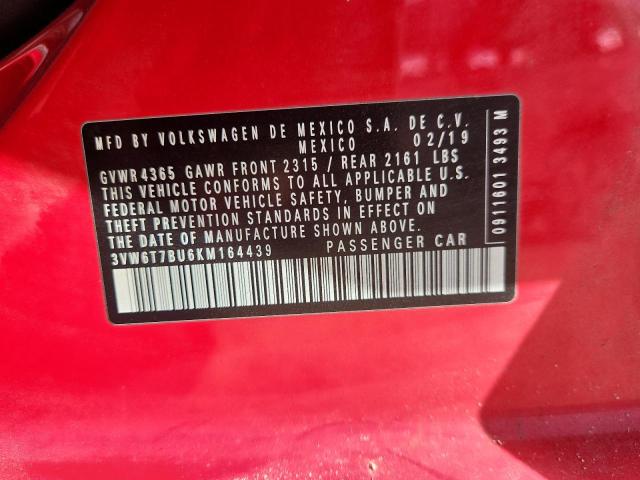 MFD BY VOLKSWAGEN DE MEXICO S.A. DE C.V.
MEXICO 02/19
GVWR 4365 GAWR FRONT 2315 / REAR 2161 LBS
THIS VEHICLE CONFORMS TO ALL APPLICABLE U.S.
FEDERAL MOTOR VEHICLE SAFETY, BUMPER AND
THEFT PREVENTION STANDARDS IN EFFECT ON
THE DATE OF MANUFACTURE SHOWN ABOVE.
3VW6T7BU6KM164439 PASSENGER CAR
0911601 3493 M